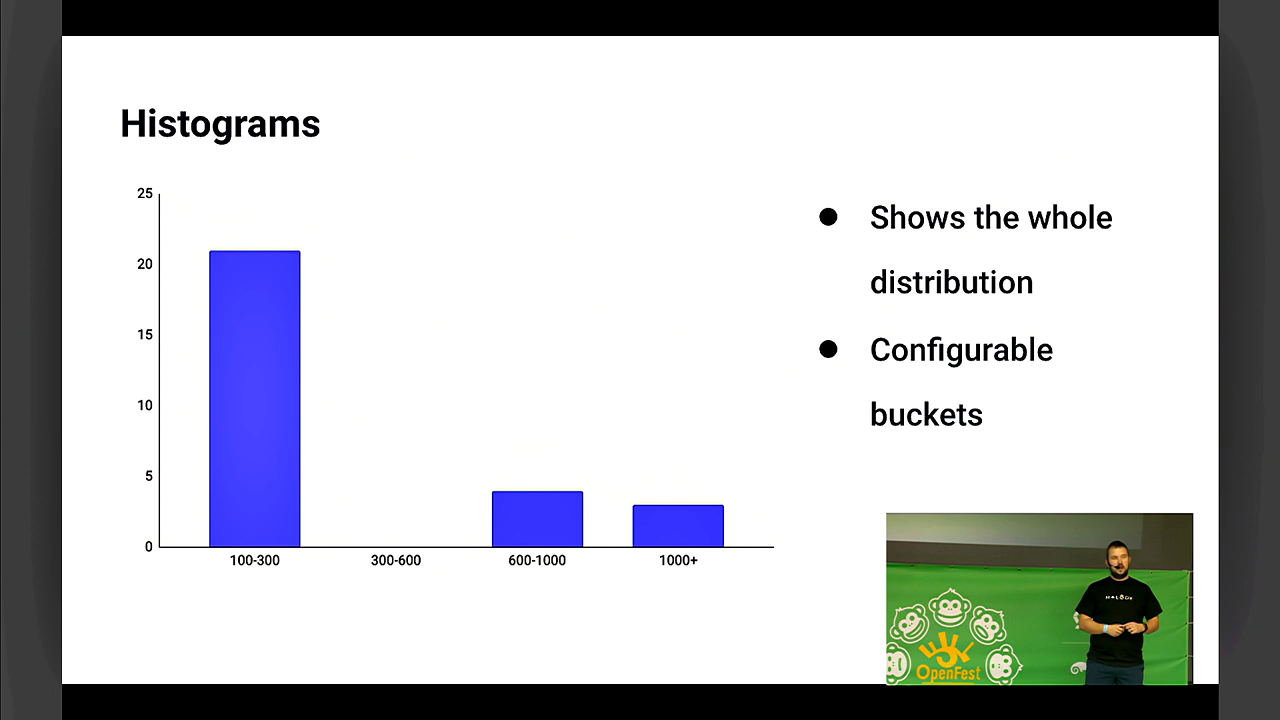 Histograms
25
20
15
10
5
0
100-300
300-600
600-1000
1000+
Shows the whole
distribution
Configurable
buckets
OpenFest